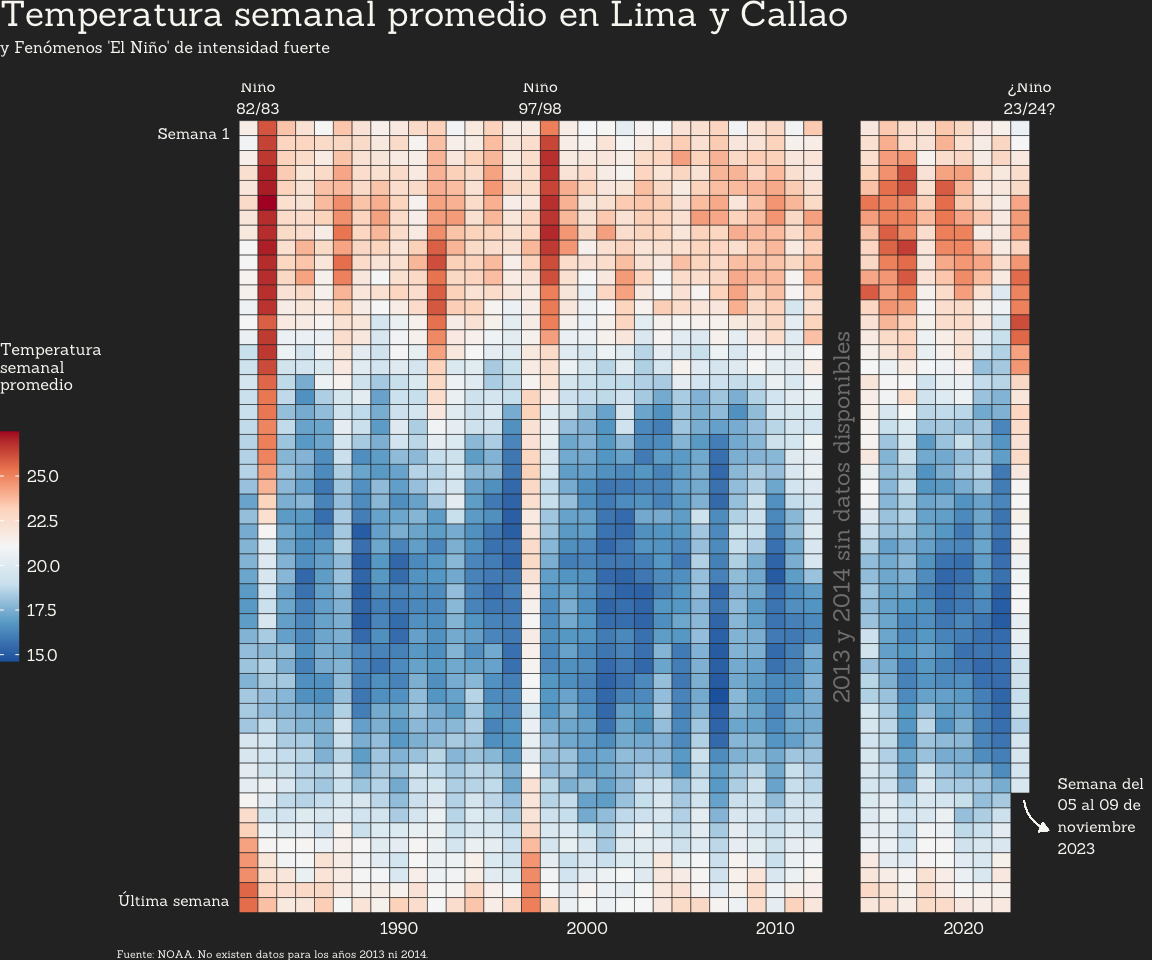 Temperatura semanal promedio en Lima y Callao
y Fenómenos 'El Niño' de intensidad fuerte
Niño
82/83
Niño
97/98
¿Niño
23/24?
Semana 1
Temperatura
semanal
promedio
25.0
22.5
20.0
17.5
15.0
2013 y 2014 sin datos disponibles
Semana del
05 al 09 de
noviembre
2023
Última semana
1990
2000
2010
2020
Fuente: NOAA. No existen datos para los años 2013 ni 2014.